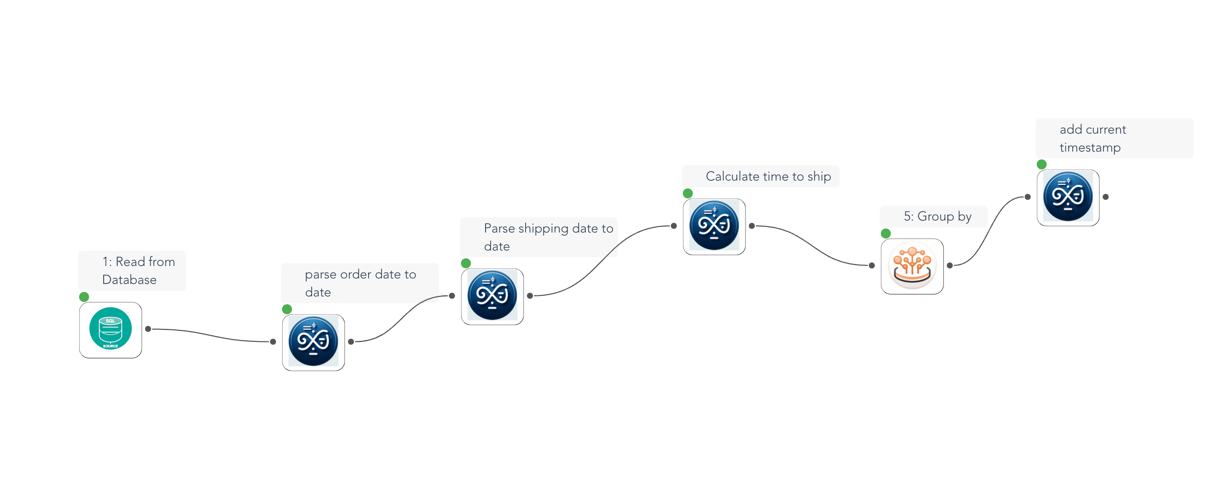 1: Read from
Database
SOURCE
parse order date to
date
Parse shipping date to
date
Calculate time to ship
5: Group by
add current
timestamp